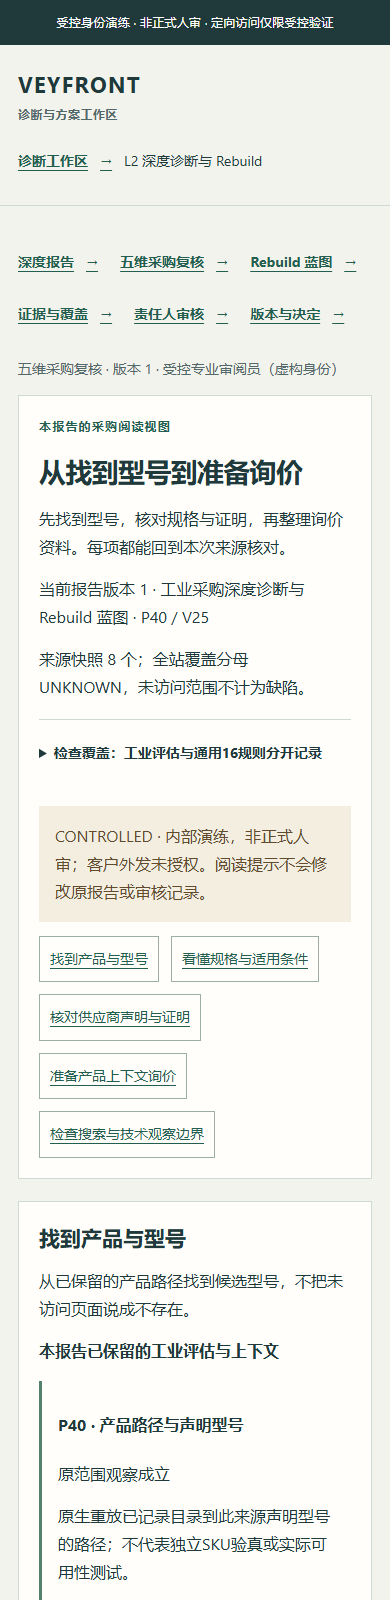 受控身份演练 · 非正式人审 · 定向访问仅限受控验证
VEYFRONT
诊断与方案工作区
诊断工作区 → L2 深度诊断与 Rebuild
深度报告 → 五维采购复核 → Rebuild 蓝图 →
证据与覆盖 → 责任人审核 → 版本与决定 →
五维采购复核 · 版本 1 · 受控专业审阅员（虚构身份）
本报告的采购阅读视图
从找到型号到准备询价
先找到型号，核对规格与证明，再整理询价
资料。每项都能回到本次来源核对。
当前报告版本 1 · 工业采购深度诊断与
Rebuild 蓝图 · P40 / V25
来源快照 8 个；全站覆盖分母
UNKNOWN，未访问范围不计为缺陷。
▶ 检查覆盖：工业评估与通用16规则分开记录
CONTROLLED · 内部演练，非正式人
审；客户外发未授权。阅读提示不会修
改原报告或审核记录。
找到产品与型号 看懂规格与适用条件
核对供应商声明与证明
准备产品上下文询价
检查搜索与技术观察边界
找到产品与型号
从已保留的产品路径找到候选型号，不把未
访问页面说成不存在。
本报告已保留的工业评估与上下文
P40 · 产品路径与声明型号
原范围观察成立
原生重放已记录目录到此来源声明型号
的路径；不代表独立SKU验真或实际可
用性测试。